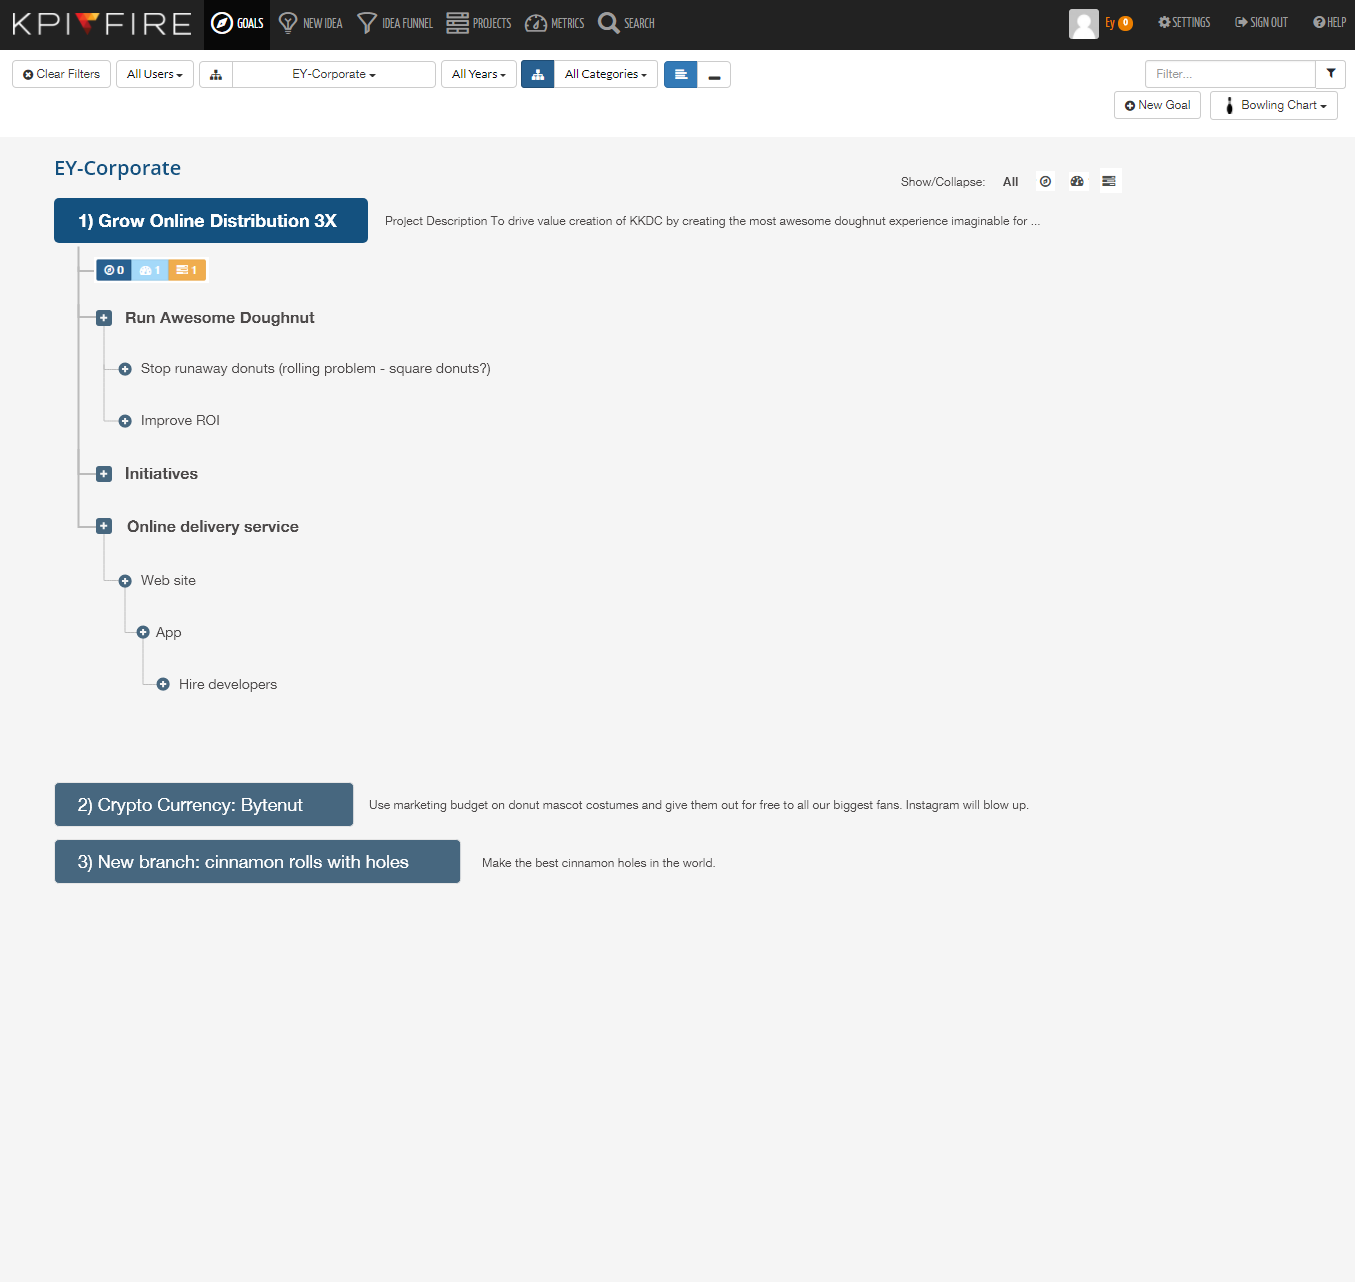 KPI FIRE GOALS NEW IDEA IDEA FUNNEL PROJECTS METRICS SEARCH Ey 0 SETTINGS SIGN OUT HELP
Clear Filters All Users EY-Corporate All Years All Categories Filter...
New Goal Bowling Chart
EY-Corporate
Show/Collapse: All
1) Grow Online Distribution 3X Project Description To drive value creation of KKDC by creating the most awesome doughnut experience imaginable for ...
0 1 1
Run Awesome Doughnut
Stop runaway donuts (rolling problem - square donuts?)
Improve ROI
Initiatives
Online delivery service
Web site
App
Hire developers
2) Crypto Currency: Bytenut Use marketing budget on donut mascot costumes and give them out for free to all our biggest fans. Instagram will blow up.
3) New branch: cinnamon rolls with holes Make the best cinnamon holes in the world.